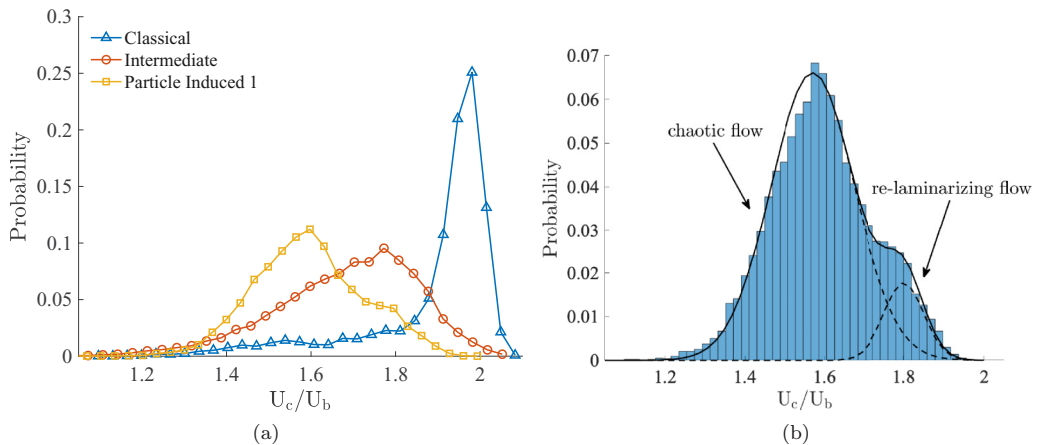 0.3
Classical
Intermediate
Particle Induced 1
0.25
0.2
0.15
0.1
0.05
0
Probability
1.2 1.4 1.6 1.8 2
U_c/U_b
(a)
0.07
0.06
0.05
0.04
0.03
0.02
0.01
0
Probability
chaotic flow
re-laminarizing flow
1.2 1.4 1.6 1.8 2
U_c/U_b
(b)